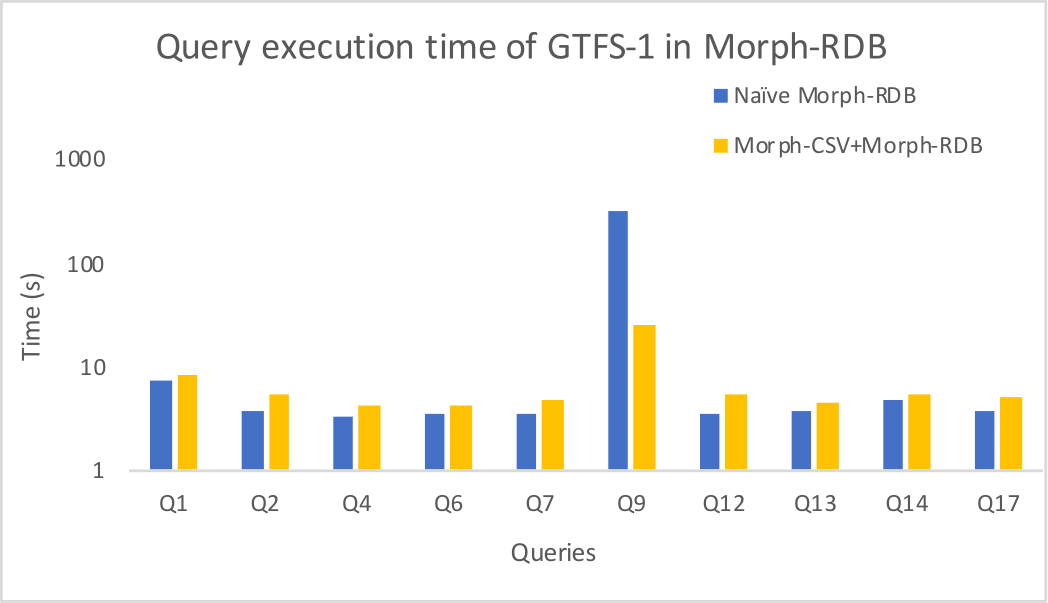 Query execution time of GTFS-1 in Morph-RDB
Naïve Morph-RDB
Morph-CSV+Morph-RDB
1000
100
10
1
Time (s)
Q1 Q2 Q4 Q6 Q7 Q9 Q12 Q13 Q14 Q17
Queries